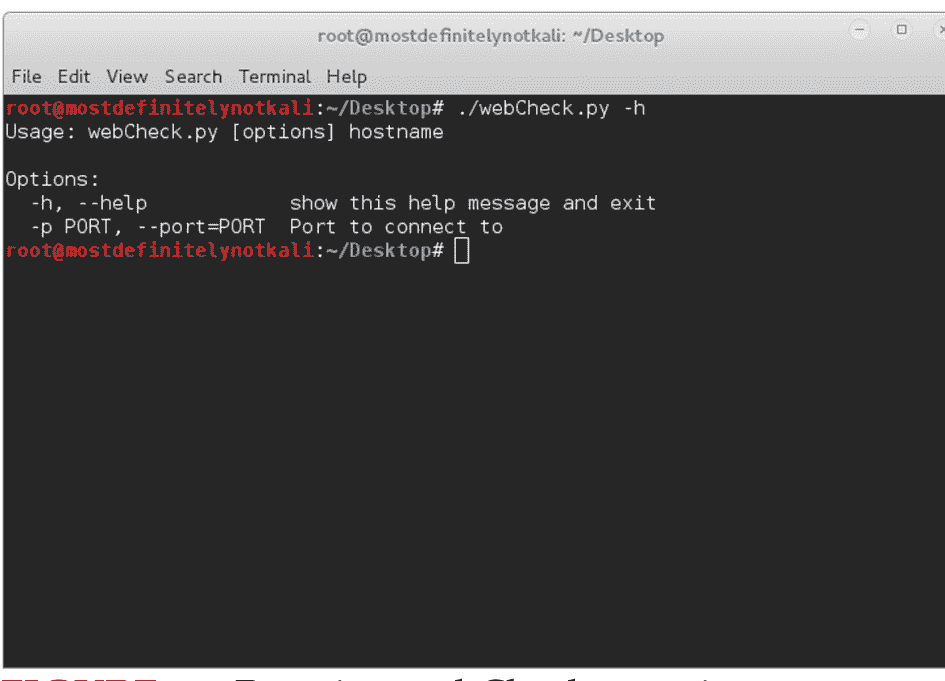 root@mostdefinitelynotkali: ~/Desktop
File Edit View Search Terminal Help
root@mostdefinitelynotkali:~/Desktop# ./webCheck.py -h
Usage: webCheck.py [options] hostname
Options:
-h, --help show this help message and exit
-p PORT, --port=PORT Port to connect to
root@mostdefinitelynotkali:~/Desktop#